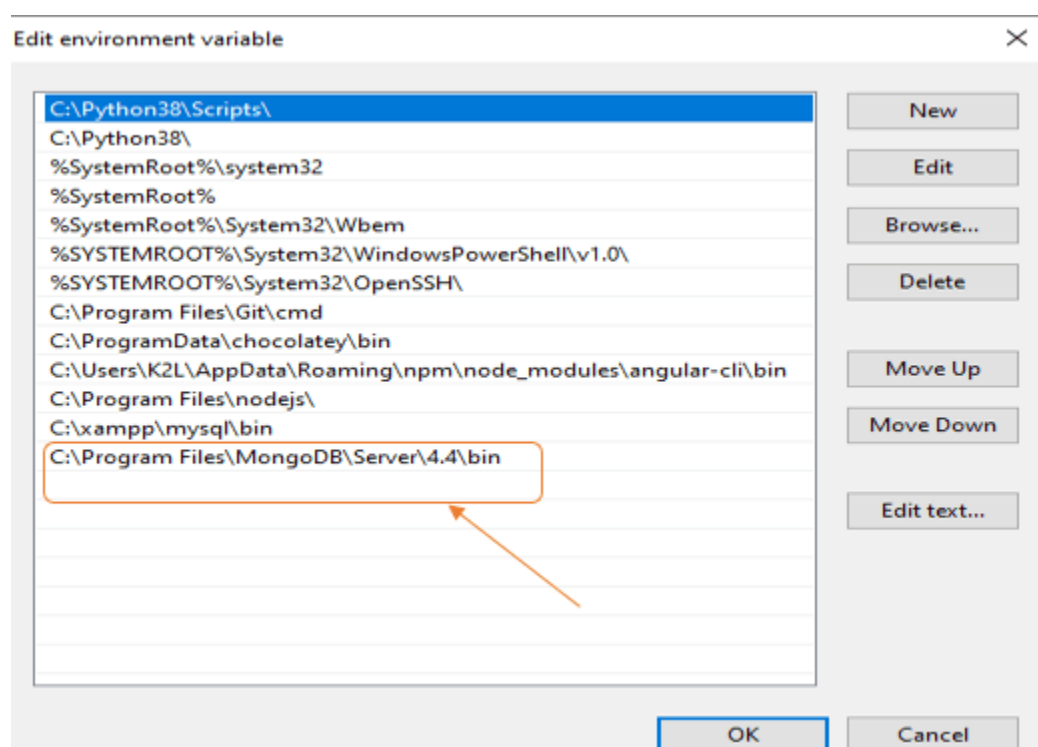 Edit environment variable
C:\Python38\Scripts\
C:\Python38\
%SystemRoot%\system32
%SystemRoot%
%SystemRoot%\System32\Wbem
%SYSTEMROOT%\System32\WindowsPowerShell\v1.0\
%SYSTEMROOT%\System32\OpenSSH\
C:\Program Files\Git\cmd
C:\ProgramData\chocolatey\bin
C:\Users\K2L\AppData\Roaming\npm\node_modules\angular-cli\bin
C:\Program Files\nodejs\
C:\xampp\mysql\bin
C:\Program Files\MongoDB\Server\4.4\bin
New
Edit
Browse...
Delete
Move Up
Move Down
Edit text...
OK
Cancel